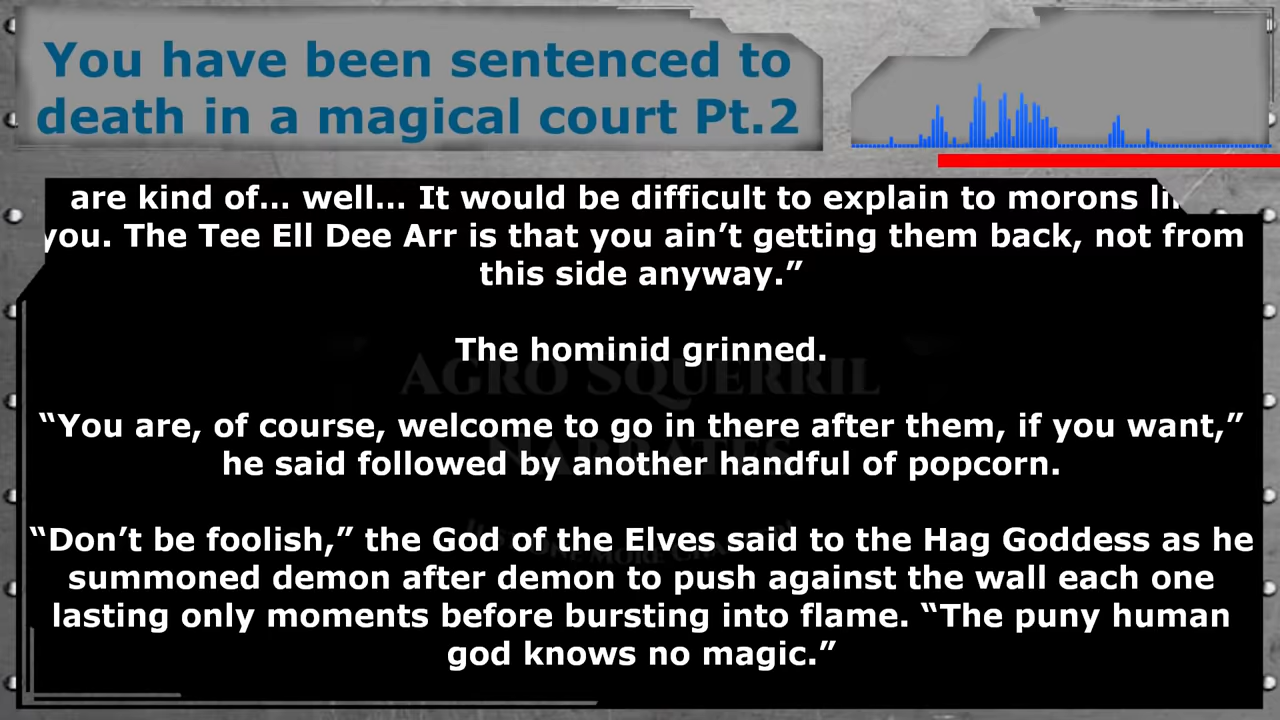 You have been sentenced to
death in a magical court Pt.2
are kind of... well... It would be difficult to explain to morons
you. The Tee Ell Dee Arr is that you ain’t getting them back, not from
this side anyway.”
The hominid grinned.
AGRO SQUERRIL
“You are, of course, welcome to go in there after them, if you want,”
NARRATES
he said followed by another handful of popcorn.
“Don’t be foolish,” the God of the Elves said to the Hag Goddess as he
summoned demon after demon to push against the wall each one
lasting only moments before bursting into flame. “The puny human
god knows no magic.”